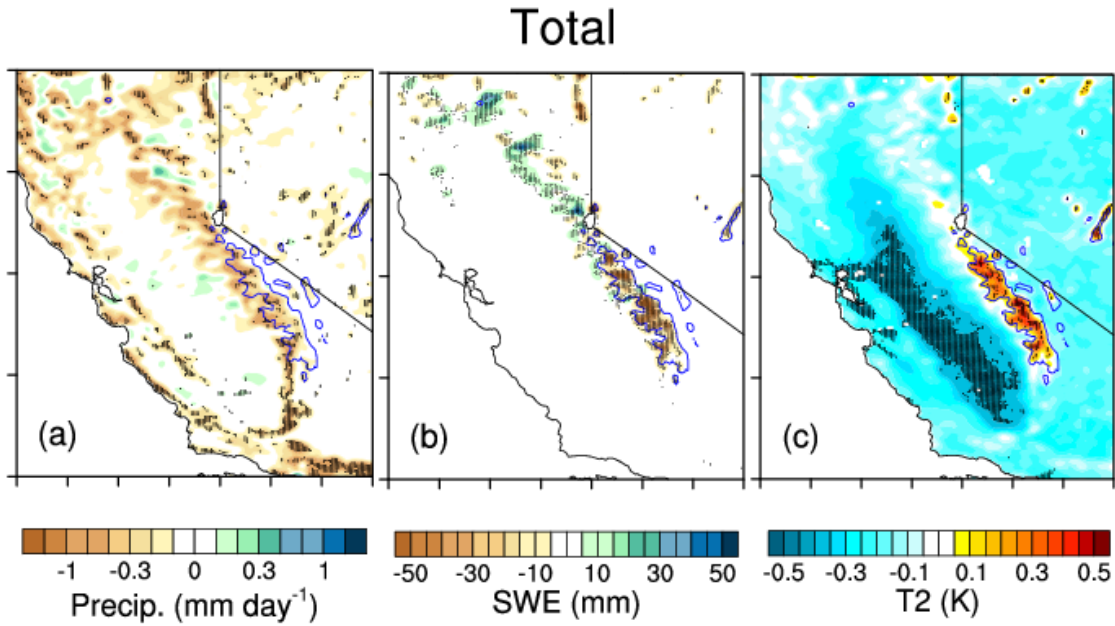 Total
(a) (b) (c)
-1 -0.3 0 0.3 1
Precip. (mm day-1)
-50 -30 -10 10 30 50
SWE (mm)
-0.5 -0.3 -0.1 0.1 0.3 0.5
T2 (K)